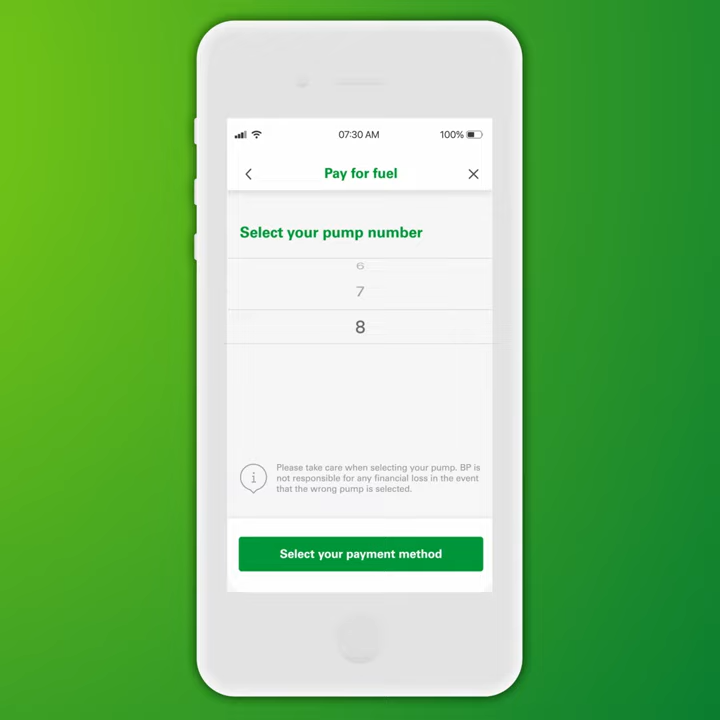 07:30 AM
100%
Pay for fuel
Select your pump number
6
7
8
Please take care when selecting your pump. BP is
not responsible for any financial loss in the event
that the wrong pump is selected.
Select your payment method